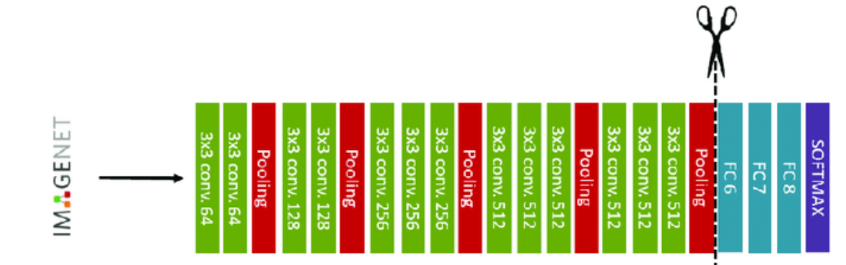 IMAGENET
3x3 conv. 64
3x3 conv. 64
Pooling
3x3 conv. 128
3x3 conv. 128
Pooling
3x3 conv. 256
3x3 conv. 256
3x3 conv. 256
Pooling
3x3 conv. 512
3x3 conv. 512
3x3 conv. 512
Pooling
3x3 conv. 512
3x3 conv. 512
3x3 conv. 512
Pooling
FC 6
FC 7
FC 8
SOFTMAX